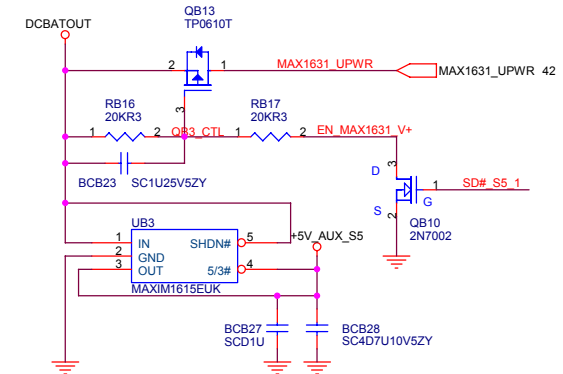 QB13
TP0610T
DCBATOUT
2
1
MAX1631_UPWR
MAX1631_UPWR 42
3
RB16
20KR3
RB17
20KR3
1
2
QB3_CTL
1
2
EN_MAX1631_V+
BCB23
SC1U25V5ZY
D
3
1
SD#_S5_1
G
S
2
QB10
2N7002
UB3
1
IN
SHDN#
5
+5V_AUX_S5
2
GND
3
OUT
5/3#
4
MAXIM1615EUK
BCB27
SCD1U
BCB28
SC4D7U10V5ZY